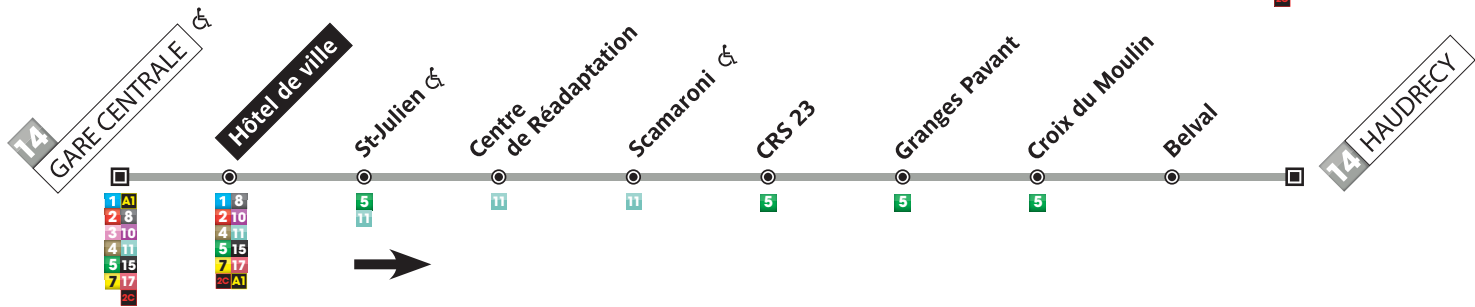 14 GARE CENTRALE
Hôtel de ville
St-Julien
Centre
de Réadaptation
Scamaroni
CRS 23
Granges Pavant
Croix du Moulin
Belval
14 HAUDRECY
1 A1
2 8
3 10
4 11
5 15
7 17
2C
1 8
2 10
4 11
5 15
7 17
2C A1
5
11
11
11
5
5
5